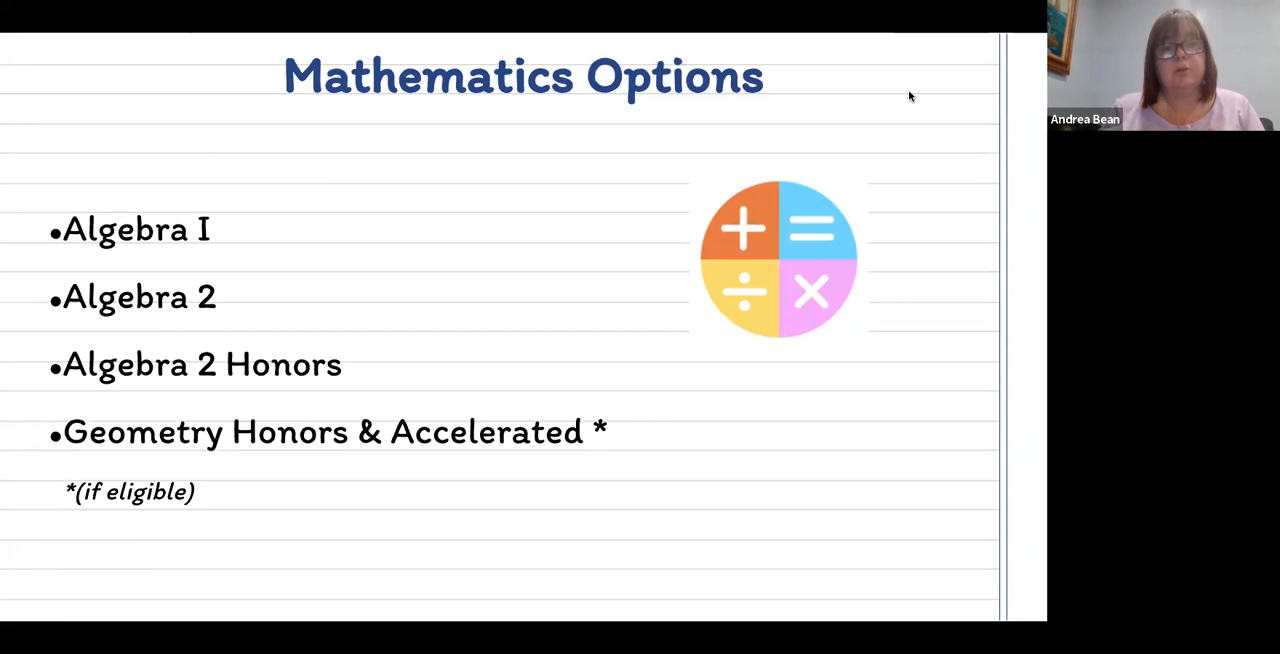 Mathematics Options
•Algebra I
•Algebra 2
•Algebra 2 Honors
•Geometry Honors & Accelerated *
*(if eligible)
Andrea Bean